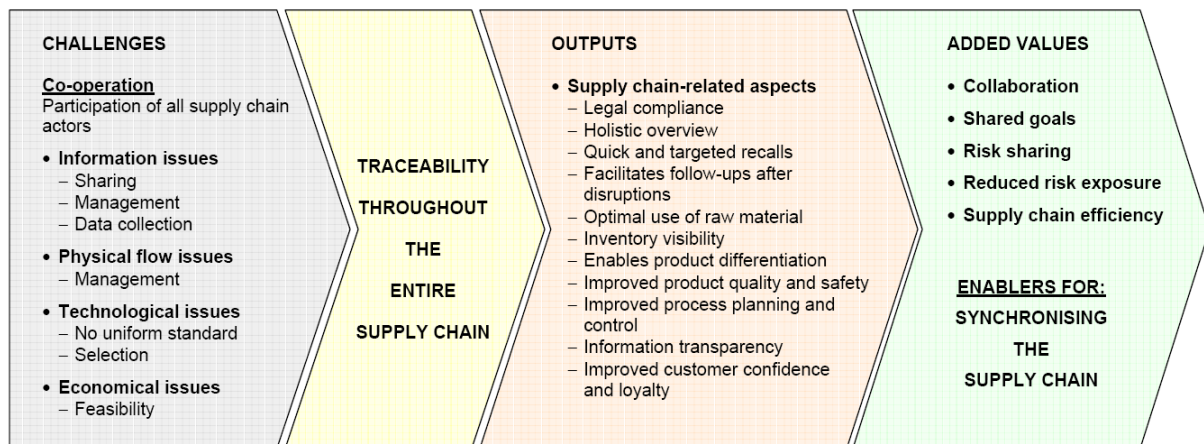 CHALLENGES
Co-operation
Participation of all supply chain
actors
• Information issues
– Sharing
– Management
– Data collection
• Physical flow issues
– Management
• Technological issues
– No uniform standard
– Selection
• Economical issues
– Feasibility
TRACEABILITY
THROUGHOUT
THE
ENTIRE
SUPPLY CHAIN
OUTPUTS
• Supply chain-related aspects
– Legal compliance
– Holistic overview
– Quick and targeted recalls
– Facilitates follow-ups after
disruptions
– Optimal use of raw material
– Inventory visibility
– Enables product differentiation
– Improved product quality and safety
– Improved process planning and
control
– Information transparency
– Improved customer confidence
and loyalty
ADDED VALUES
• Collaboration
• Shared goals
• Risk sharing
• Reduced risk exposure
• Supply chain efficiency
ENABLERS FOR:
SYNCHRONISING
THE
SUPPLY CHAIN